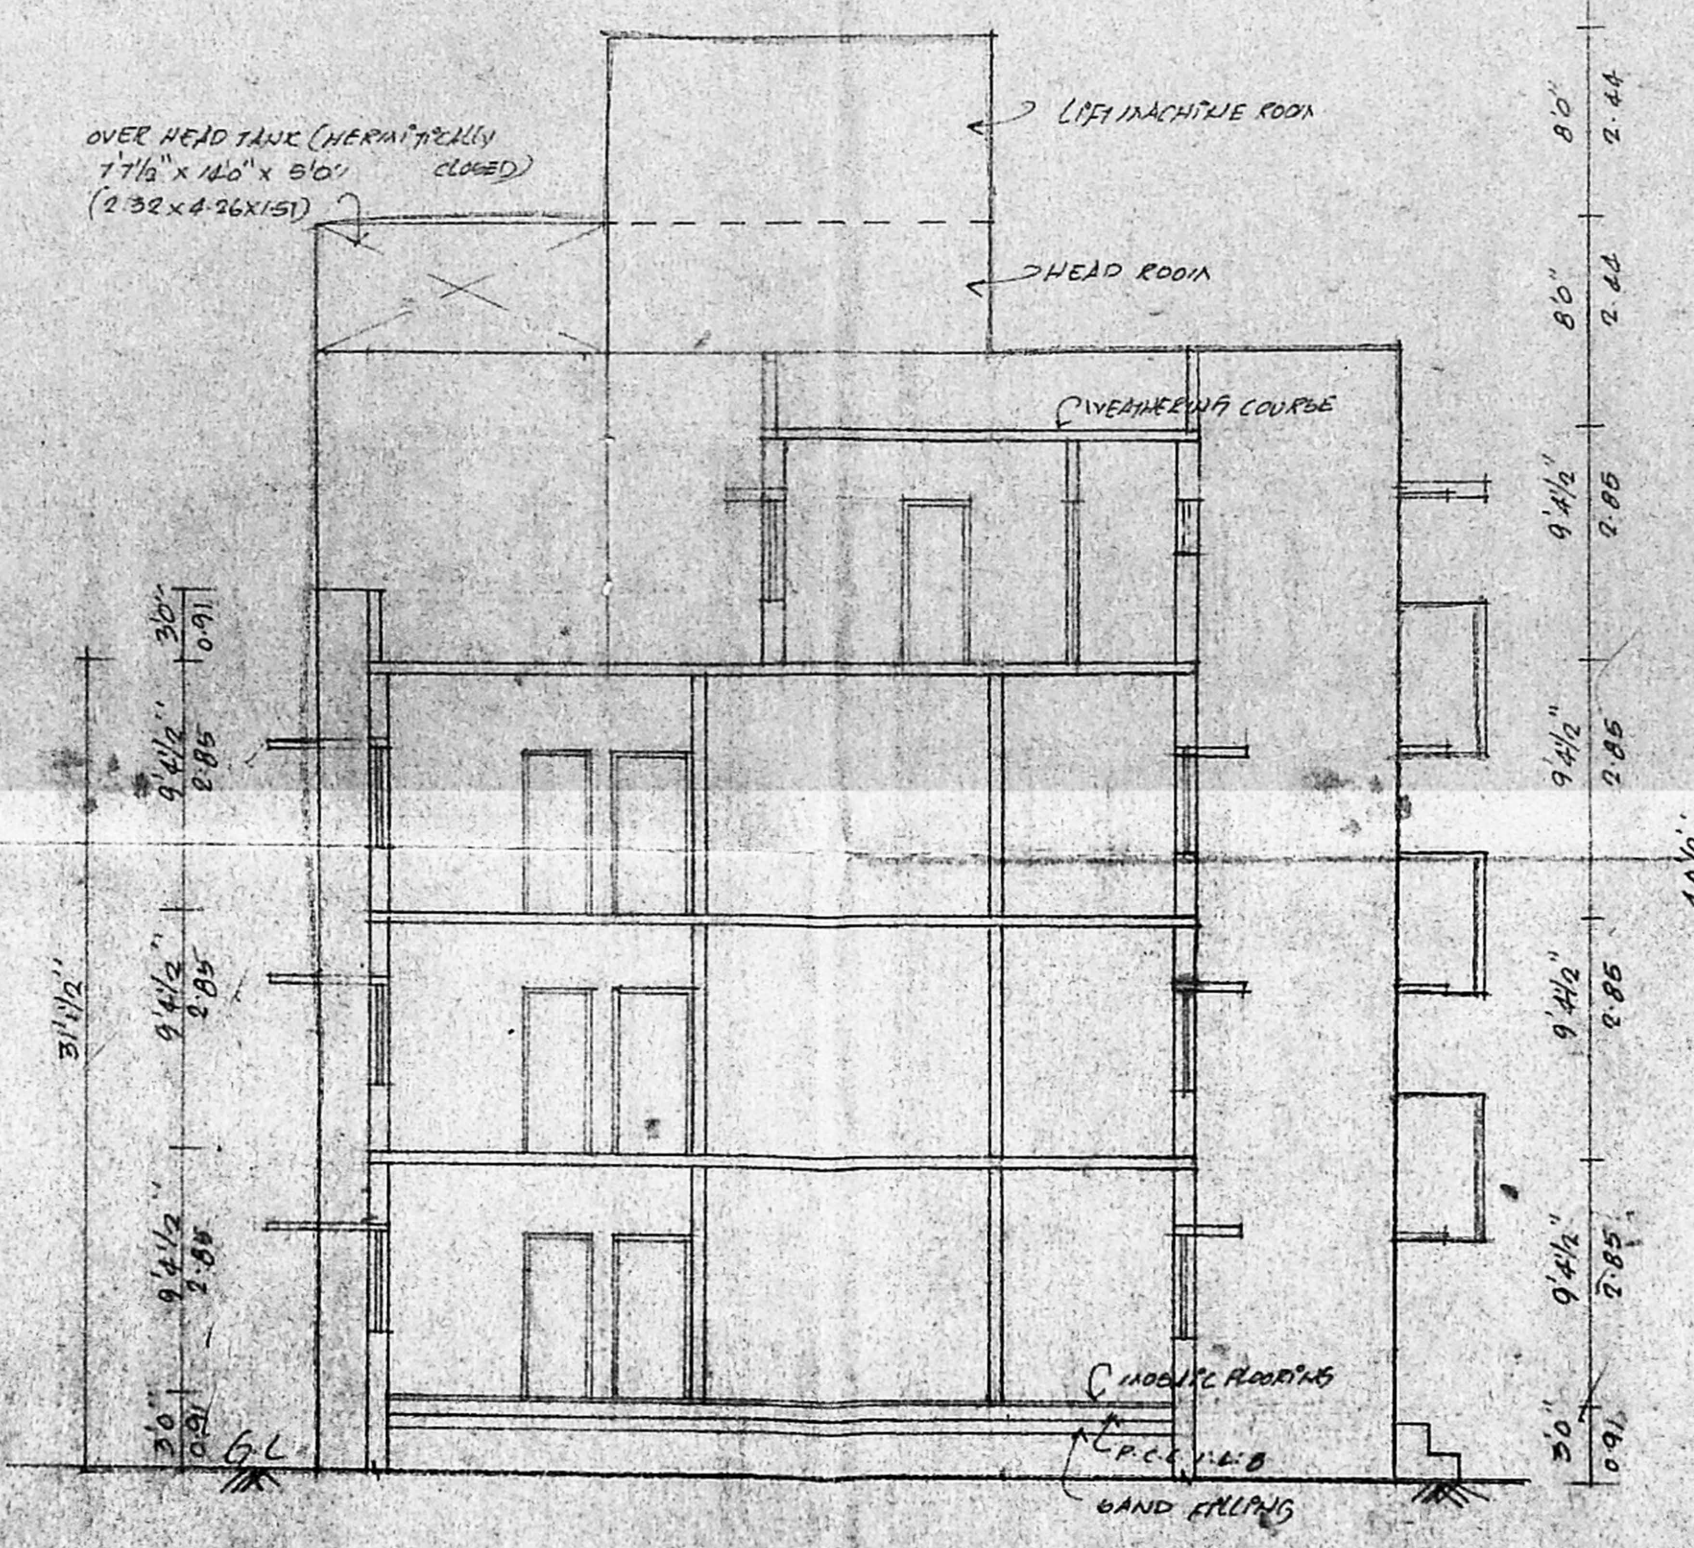 OVER HEAD TANK (HERMITICALLY
CLOSED)
7'7½" x 14'0" x 5'0"
(2.32 x 4.26 x 1.51)
LIFT MACHINE ROOM
HEAD ROOM
WEATHERING COURSE
MOSAIC FLOORING
P.C.C 1:4:8
SAND FILLING
G.L
31'1½"
3'0"
0.91
9'4½"
2.85
9'4½"
2.85
9'4½"
2.85
3'0"
0.91
8'0"
2.44
8'0"
2.44
9'4½"
2.85
9'4½"
2.85
9'4½"
2.85
9'4½"
2.85
3'0"
0.91